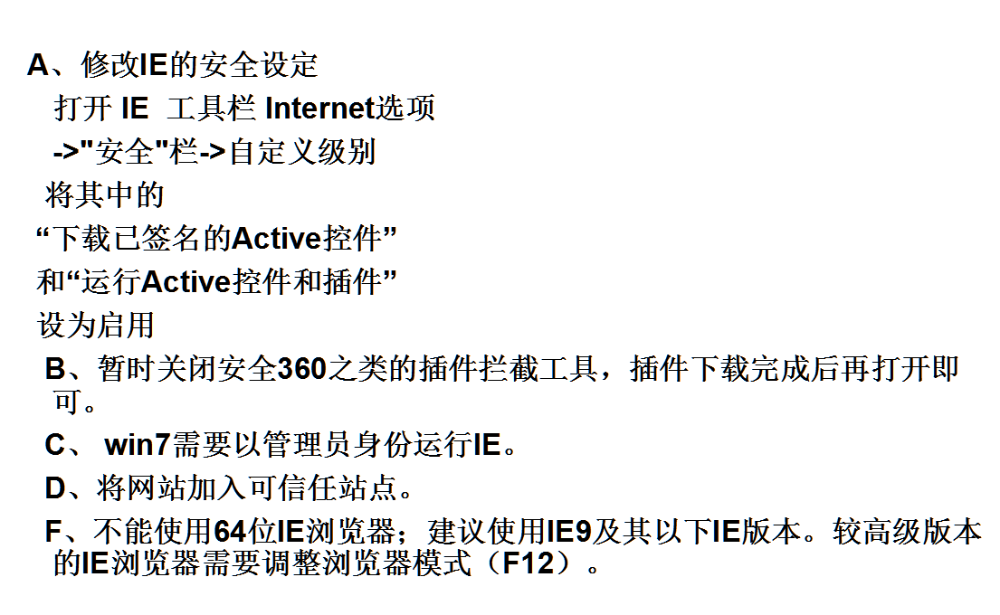 A、修改IE的安全设定
打开 IE 工具栏 Internet选项
->"安全"栏->自定义级别
将其中的
“下载已签名的Active控件”
和“运行Active控件和插件”
设为启用
B、暂时关闭安全360之类的插件拦截工具，插件下载完成后再打开即
可。
C、 win7需要以管理员身份运行IE。
D、将网站加入可信任站点。
F、不能使用64位IE浏览器；建议使用IE9及其以下IE版本。较高级版本
的IE浏览器需要调整浏览器模式（F12）。